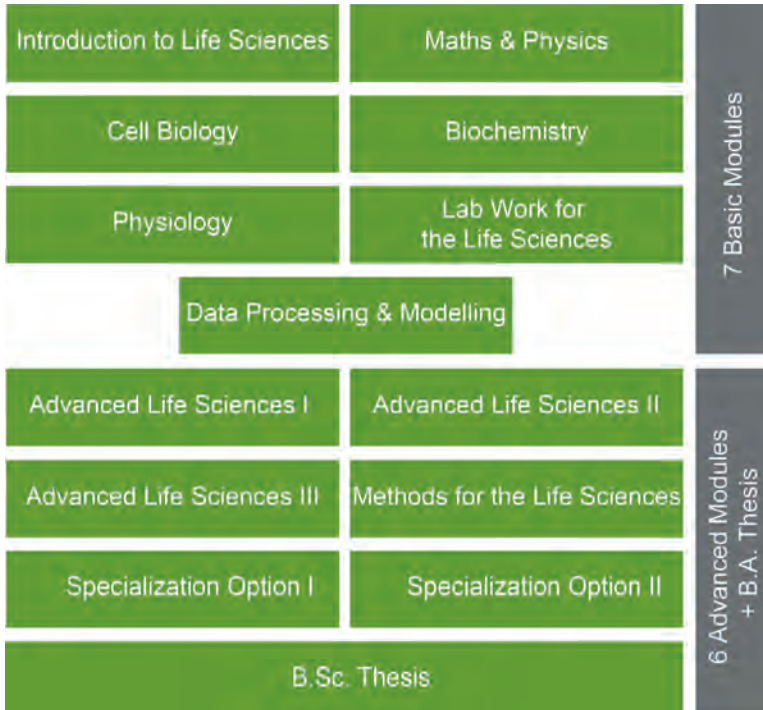 Introduction to Life Sciences
Maths & Physics
Cell Biology
Biochemistry
Physiology
Lab Work for
the Life Sciences
Data Processing & Modelling
7 Basic Modules
Advanced Life Sciences I
Advanced Life Sciences II
Advanced Life Sciences III
Methods for the Life Sciences
Specialization Option I
Specialization Option II
B.Sc. Thesis
6 Advanced Modules
+ B.A. Thesis